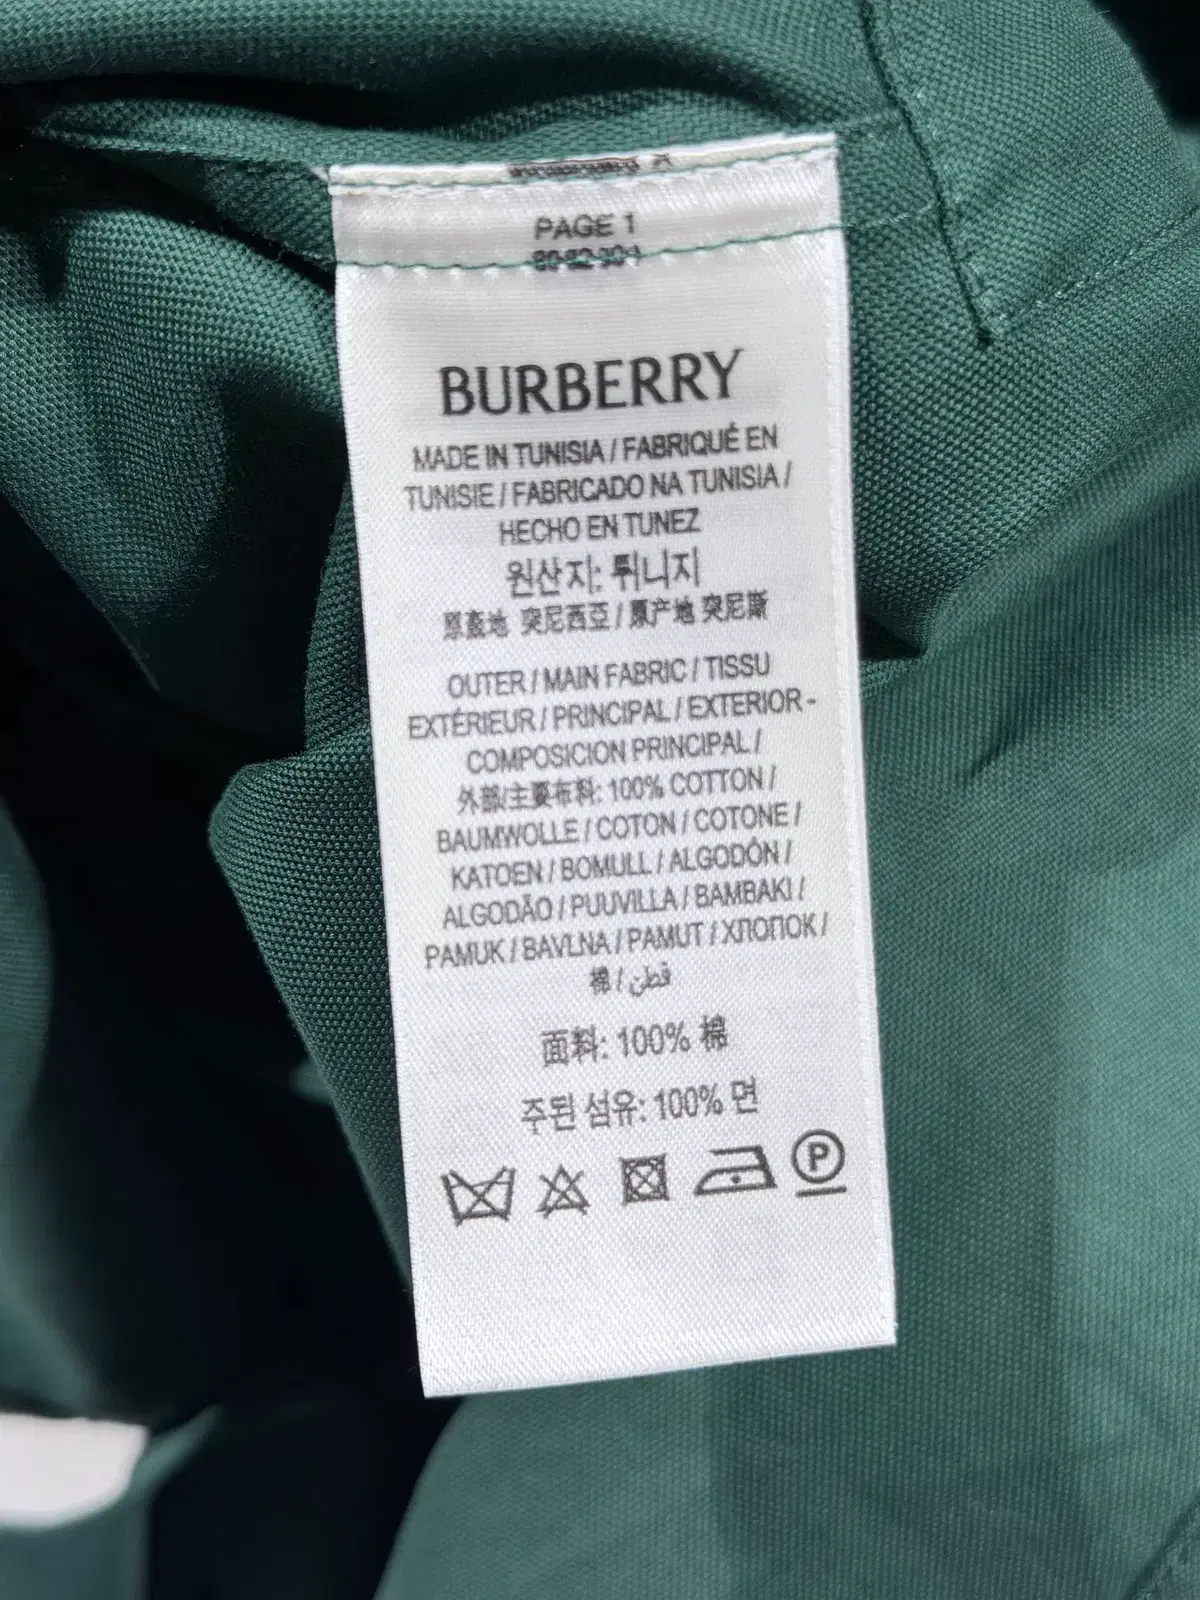 PAGE 1
BURBERRY
MADE IN TUNISIA / FABRIQUÉ EN
TUNISIE / FABRICADO NA TUNISIA /
HECHO EN TUNEZ
원산지: 튀니지
原產地 突尼西亞 / 原产地 突尼斯
OUTER / MAIN FABRIC / TISSU
EXTÉRIEUR / PRINCIPAL / EXTERIOR -
COMPOSICION PRINCIPAL /
外部/主要布料: 100% COTTON /
BAUMWOLLE / COTON / COTONE /
KATOEN / BOMULL / ALGODÓN /
ALGODÃO / PUUVILLA / BAMBAKI /
PAMUK / BAVLNA / PAMUT / ХЛОПОК /
棉 / قطن
面料: 100% 棉
주된 섬유: 100% 면
P